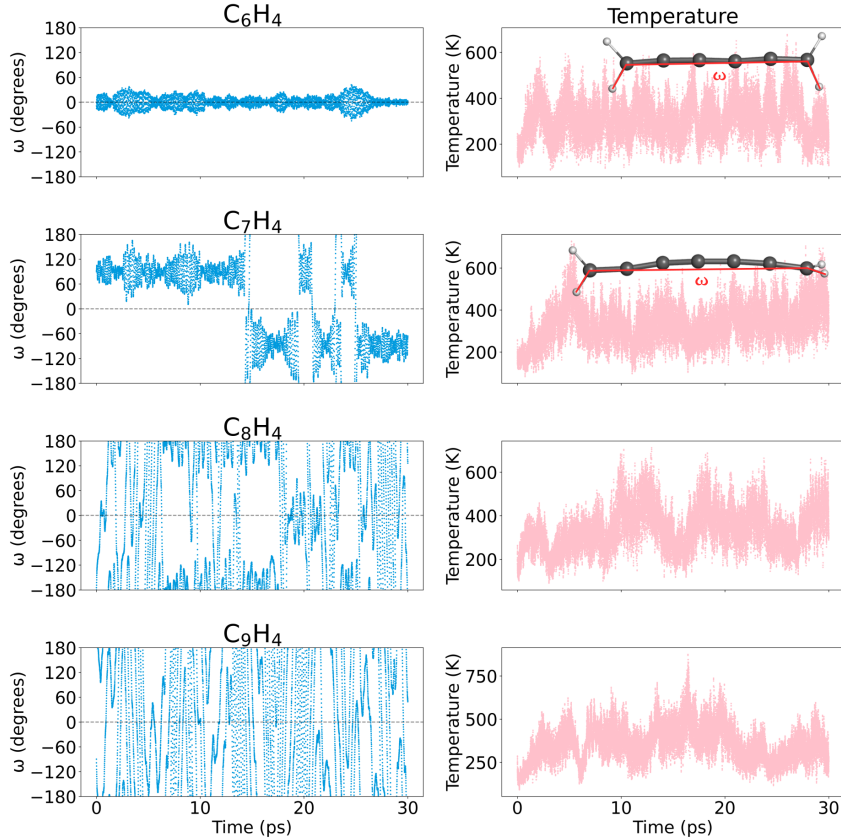 C₆H₄
Temperature
ω (degrees)
180
120
60
0
−60
−120
−180
Temperature (K)
600
400
200
ω
C₇H₄
ω (degrees)
180
120
60
0
−60
−120
−180
Temperature (K)
600
400
200
ω
C₈H₄
ω (degrees)
180
120
60
0
−60
−120
−180
Temperature (K)
600
400
200
C₉H₄
ω (degrees)
180
120
60
0
−60
−120
−180
0 10 20 30
Time (ps)
Temperature (K)
750
500
250
0 10 20 30
Time (ps)